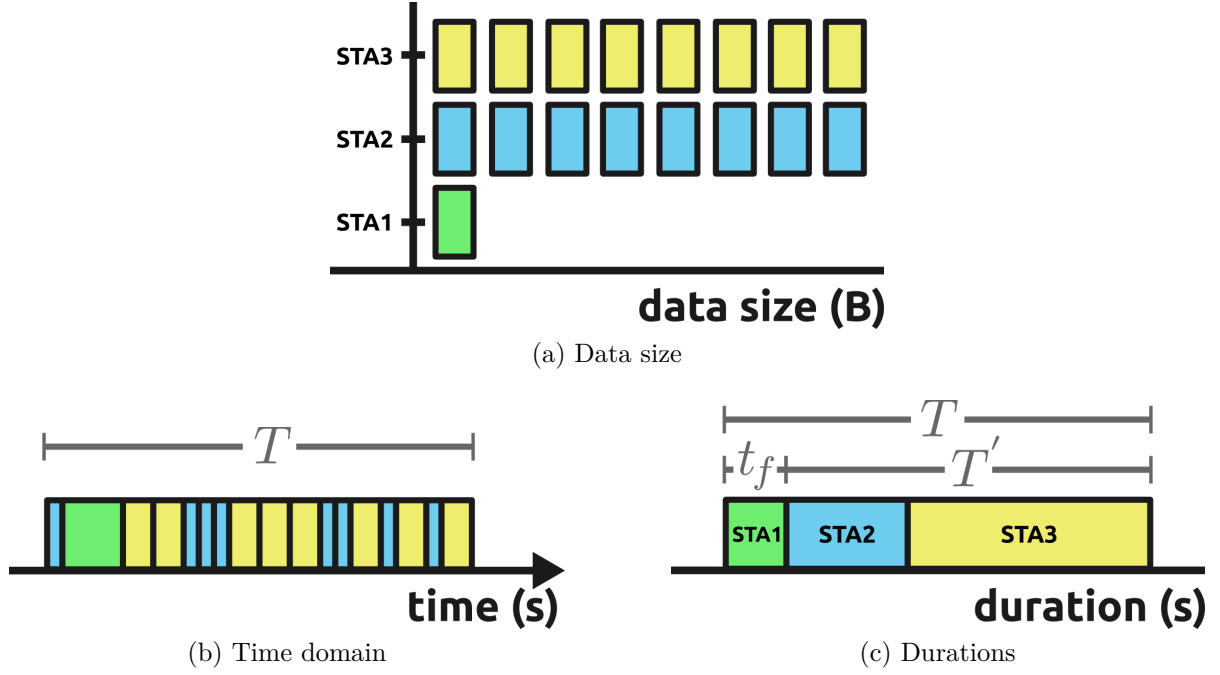 STA3
STA2
STA1
data size (B)
(a) Data size
T
time (s)
(b) Time domain
T
t_f T'
STA1 STA2 STA3
duration (s)
(c) Durations